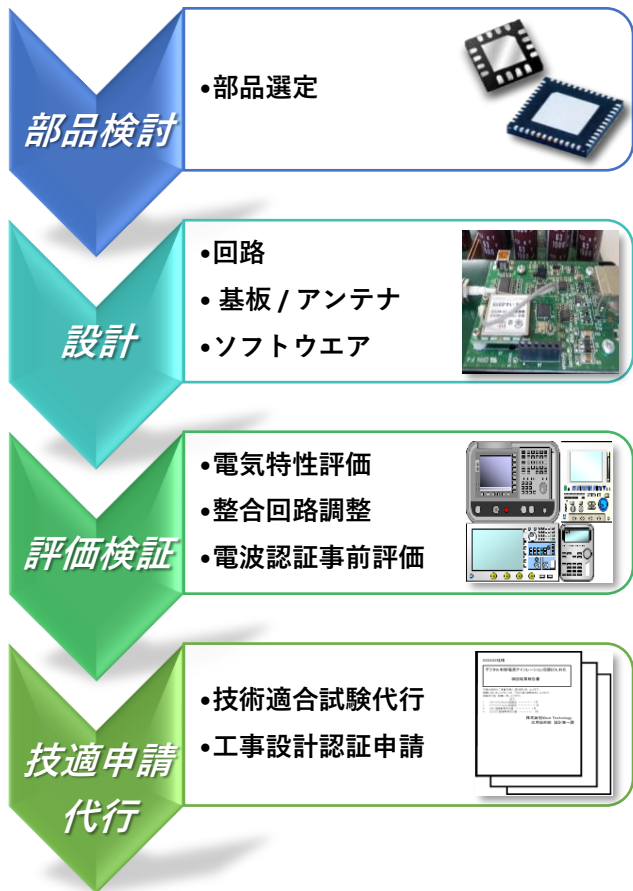 部品検討
•部品選定
設計
•回路
• 基板 / アンテナ
•ソフトウエア
評価検証
•電気特性評価
•整合回路調整
•電波認証事前評価
技適申請
代行
•技術適合試験代行
•工事設計認証申請